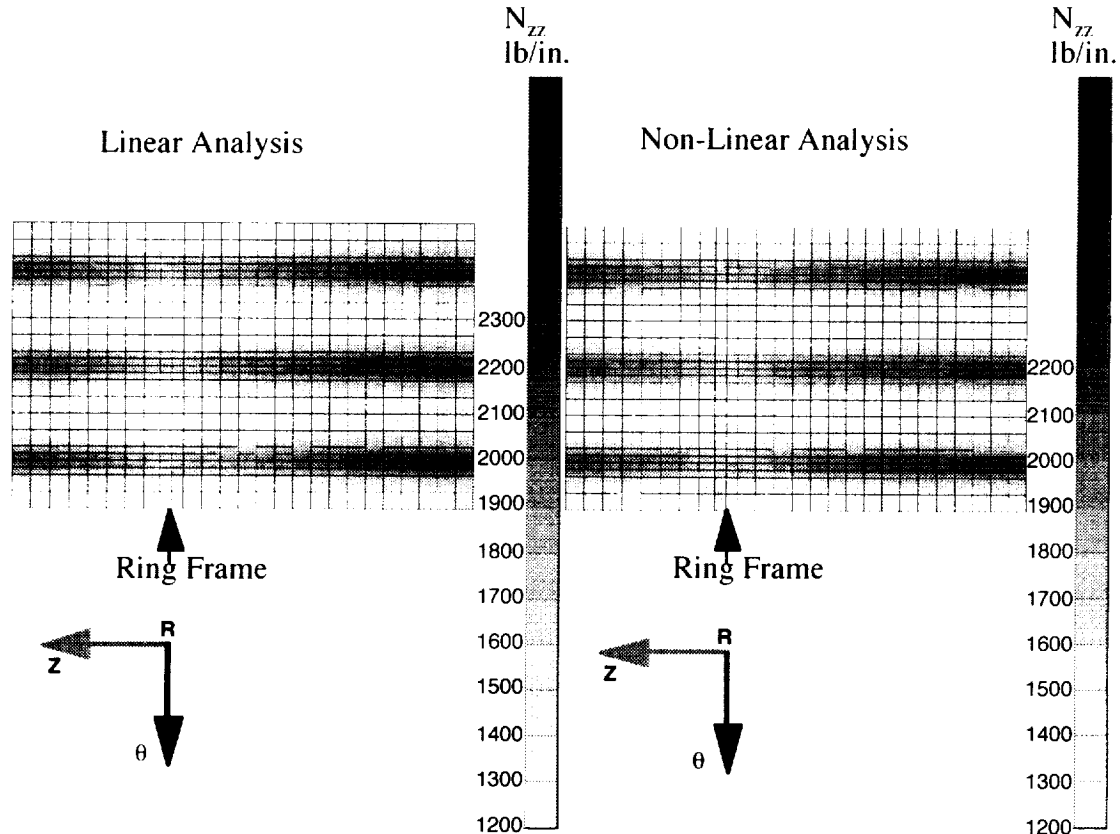 N_zz
lb/in.
Linear Analysis
2300
2200
2100
2000
1900
1800
1700
1600
1500
1400
1300
1200
Ring Frame
R
Z
θ
N_zz
lb/in.
Non-Linear Analysis
2200
2100
2000
1900
1800
1700
1600
1500
1400
1300
1200
Ring Frame
R
Z
θ